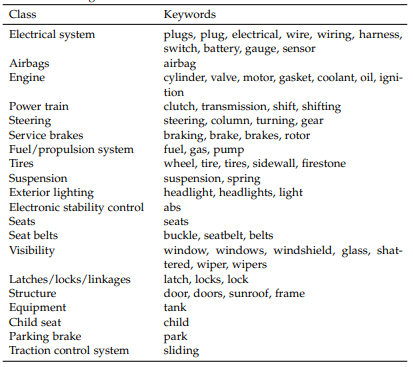 Class Keywords
Electrical system plugs, plug, electrical, wire, wiring, harness,
switch, battery, gauge, sensor
Airbags airbag
Engine cylinder, valve, motor, gasket, coolant, oil, igni-
tion
Power train clutch, transmission, shift, shifting
Steering steering, column, turning, gear
Service brakes braking, brake, brakes, rotor
Fuel/propulsion system fuel, gas, pump
Tires wheel, tire, tires, sidewall, firestone
Suspension suspension, spring
Exterior lighting headlight, headlights, light
Electronic stability control abs
Seats seats
Seat belts buckle, seatbelt, belts
Visibility window, windows, windshield, glass, shat-
tered, wiper, wipers
Latches/locks/linkages latch, locks, lock
Structure door, doors, sunroof, frame
Equipment tank
Child seat child
Parking brake park
Traction control system sliding